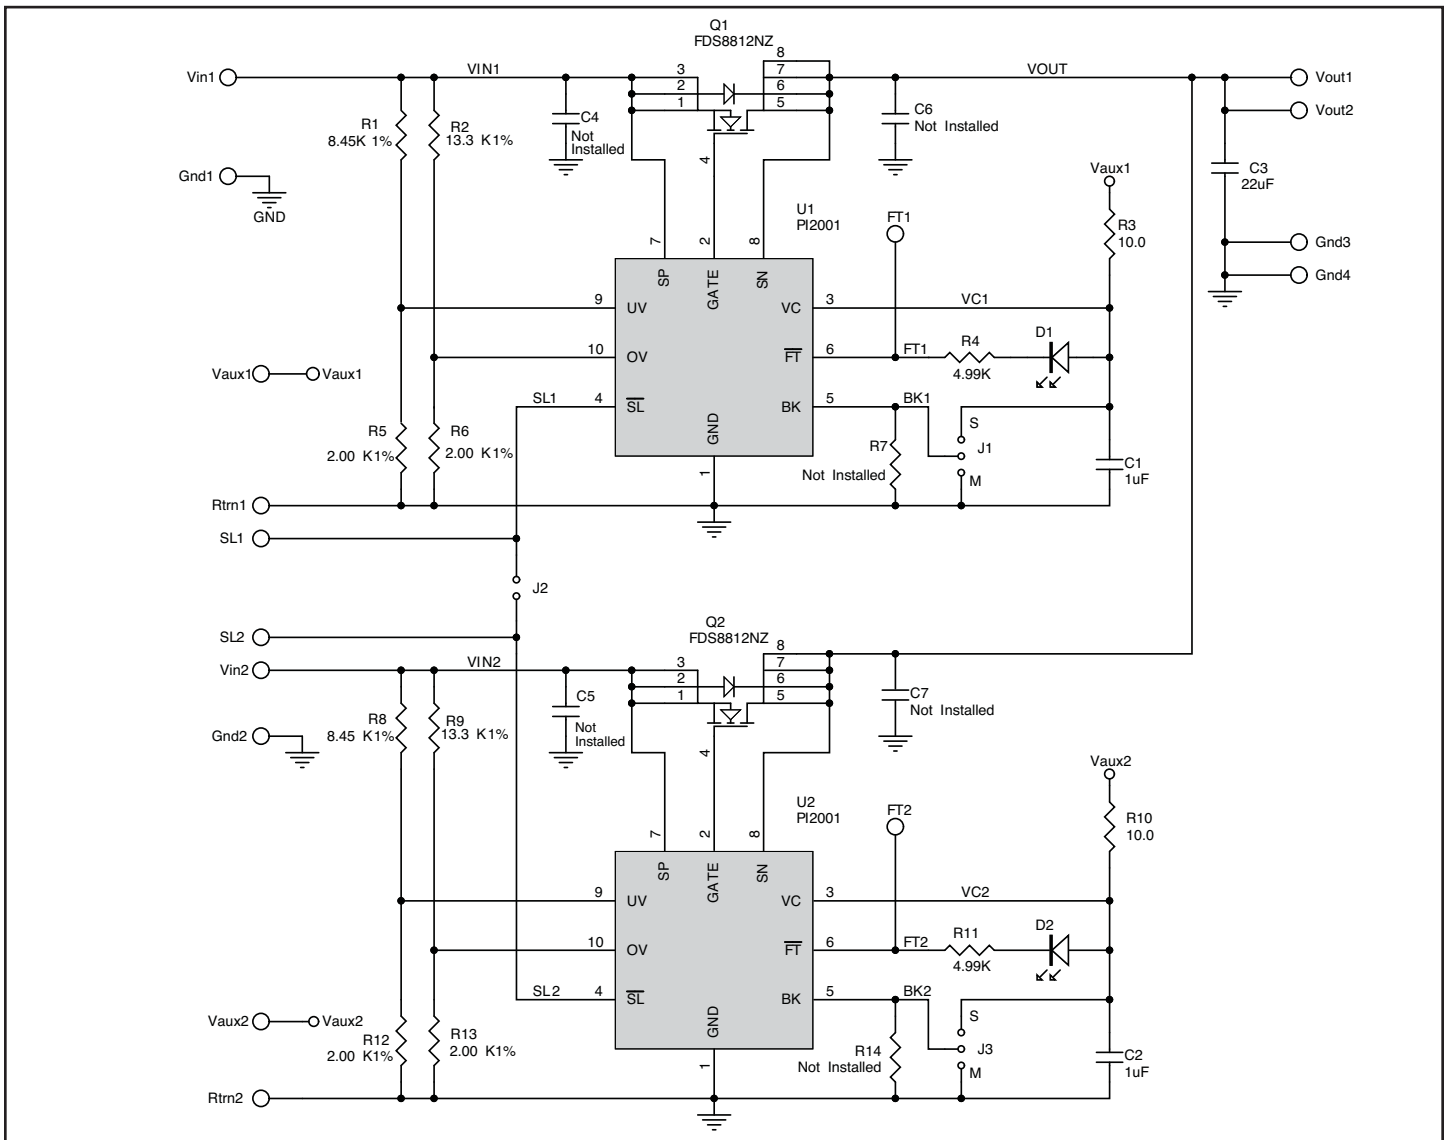 Q1
FDS8812NZ
Vin1
VIN1
3
2
1
8
7
6
5
4
VOUT
Vout1
Vout2
R1
8.45K 1%
R2
13.3 K1%
C4
Not
Installed
C6
Not Installed
C3
22uF
Gnd1
GND
Vaux1
R3
10.0
U1
PI2001
FT1
Gnd3
Gnd4
7
2
8
SP
GATE
SN
9
UV
VC
3
VC1
10
OV
FT
6
FT1
R4
4.99K
D1
Vaux1
Vaux1
SL1
4
SL
BK
5
BK1
GND
1
S
J1
M
R5
2.00 K1%
R6
2.00 K1%
R7
Not Installed
C1
1uF
Rtrn1
SL1
J2
SL2
Q2
FDS8812NZ
Vin2
VIN2
3
2
1
8
7
6
5
4
R8
8.45 K1%
R9
13.3 K1%
C5
Not
Installed
C7
Not Installed
Gnd2
Vaux2
R10
10.0
U2
PI2001
FT2
7
2
8
SP
GATE
SN
9
UV
VC
3
VC2
10
OV
FT
6
FT2
R11
4.99K
D2
SL2
4
SL
BK
5
BK2
GND
1
S
J3
M
Vaux2
Vaux2
R12
2.00 K1%
R13
2.00 K1%
R14
Not Installed
C2
1uF
Rtrn2